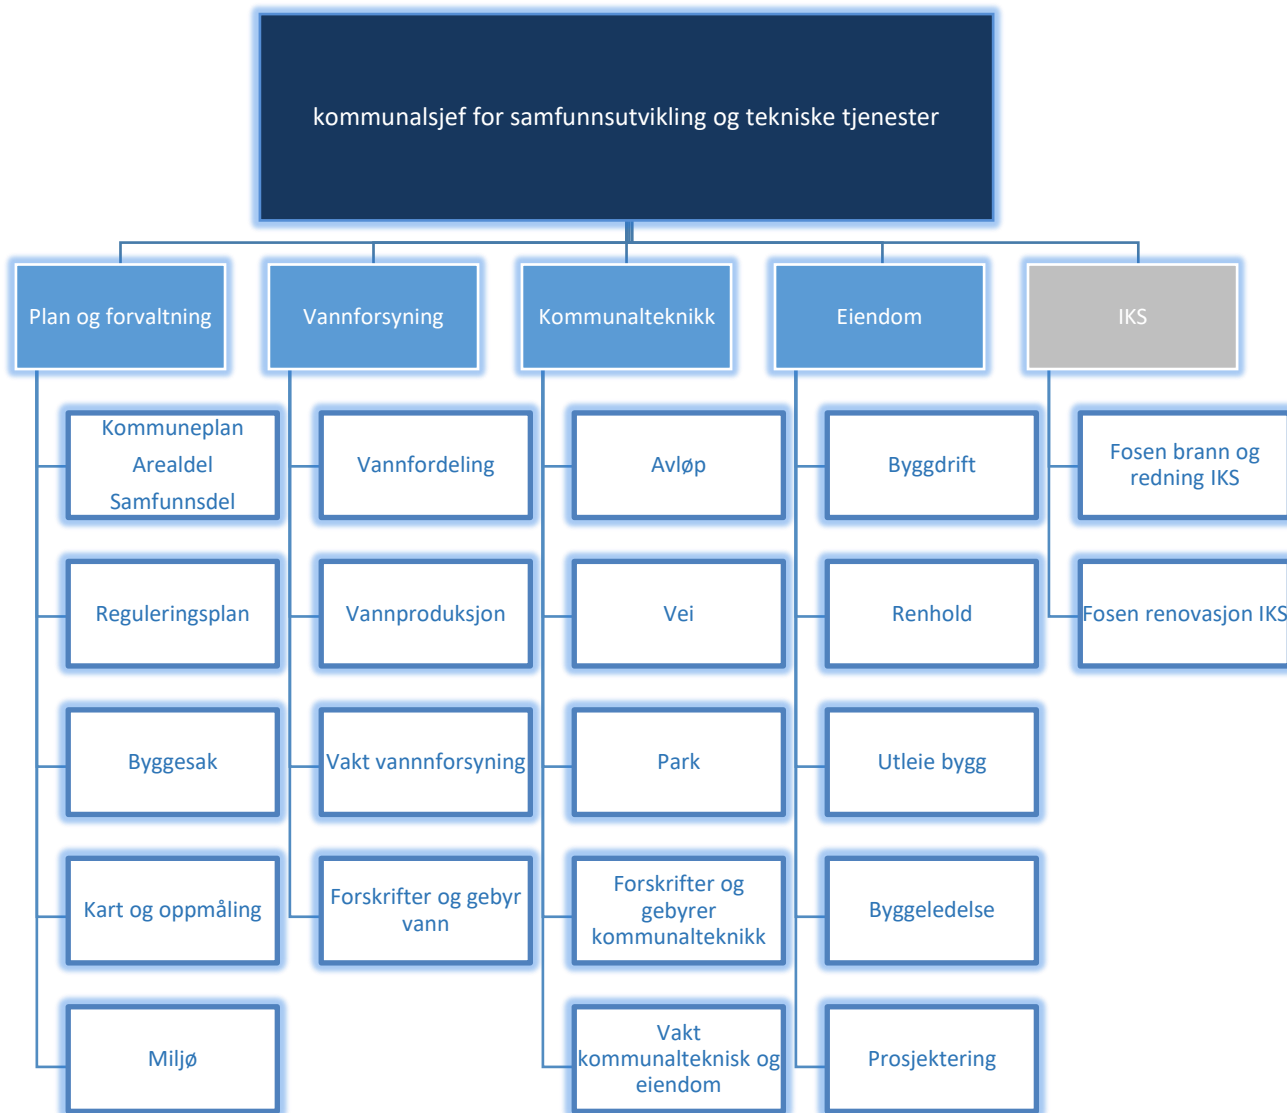 kommunalsjef for samfunnsutvikling og tekniske tjenester
Plan og forvaltning
Vannforsyning
Kommunalteknikk
Eiendom
IKS
Kommuneplan
Arealdel
Samfunnsdel
Vannfordeling
Avløp
Byggdrift
Fosen brann og
redning IKS
Reguleringsplan
Vannproduksjon
Vei
Renhold
Fosen renovasjon IKS
Byggesak
Vakt vannnforsyning
Park
Utleie bygg
Kart og oppmåling
Forskrifter og gebyr
vann
Forskrifter og
gebyrer
kommunalteknikk
Byggeledelse
Miljø
Vakt
kommunalteknisk og
eiendom
Prosjektering